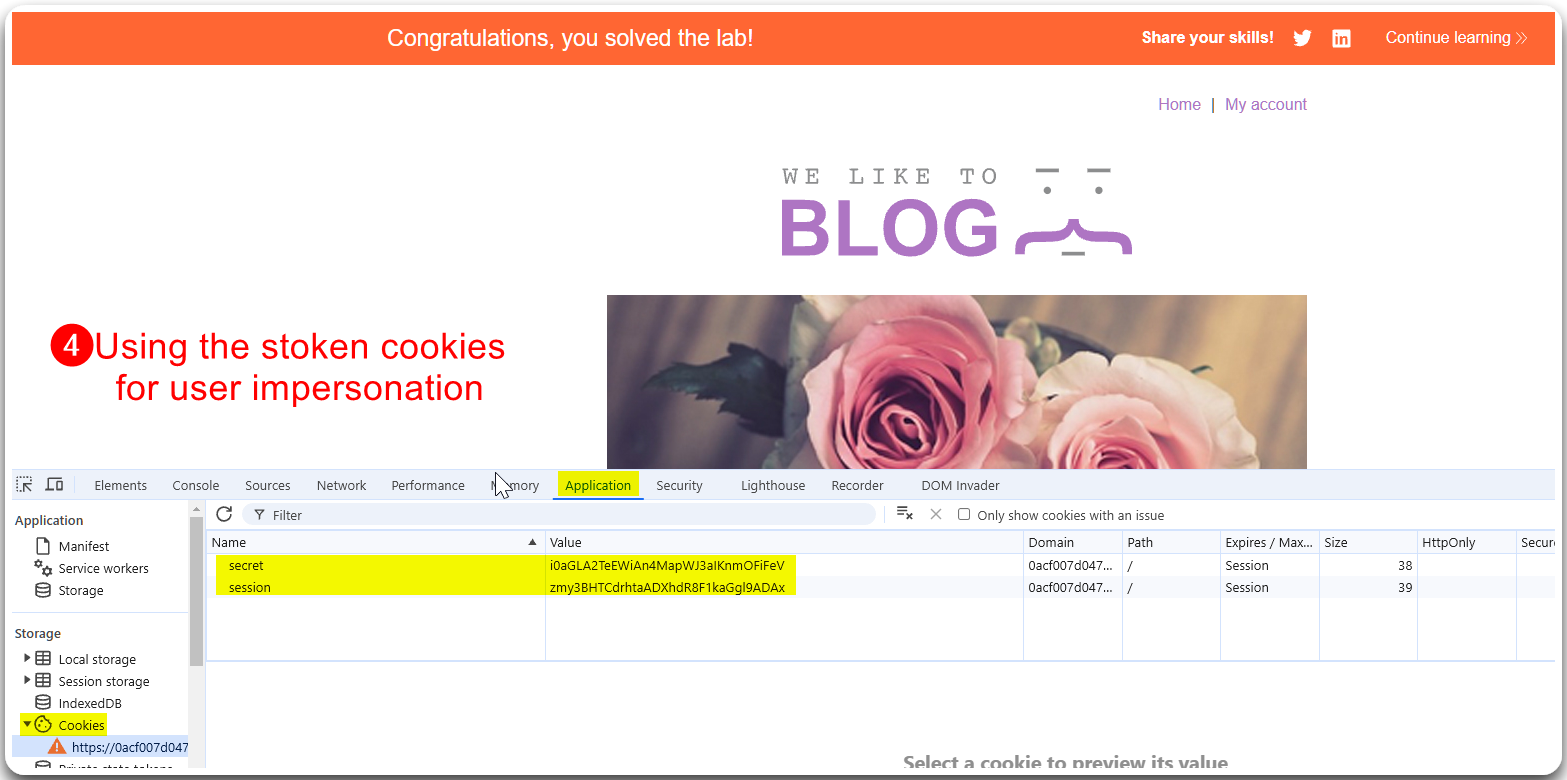 Congratulations, you solved the lab!
Share your skills!
Continue learning
Home | My account
WE LIKE TO
BLOG
4 Using the stoken cookies
for user impersonation
Elements Console Sources Network Performance Memory Application Security Lighthouse Recorder DOM Invader
Application
Manifest
Service workers
Storage
Storage
Local storage
Session storage
IndexedDB
Cookies
https://0acf007d047
Filter
Only show cookies with an issue
Name Value Domain Path Expires / Max... Size HttpOnly Secure
secret i0aGLA2TeEWiAn4MapWJ3aIKnmOFiFeV 0acf007d047... / Session 38
session zmy3BHTCdrhtaADXhdR8F1kaGgl9ADAx 0acf007d047... / Session 39
Select a cookie to preview its value